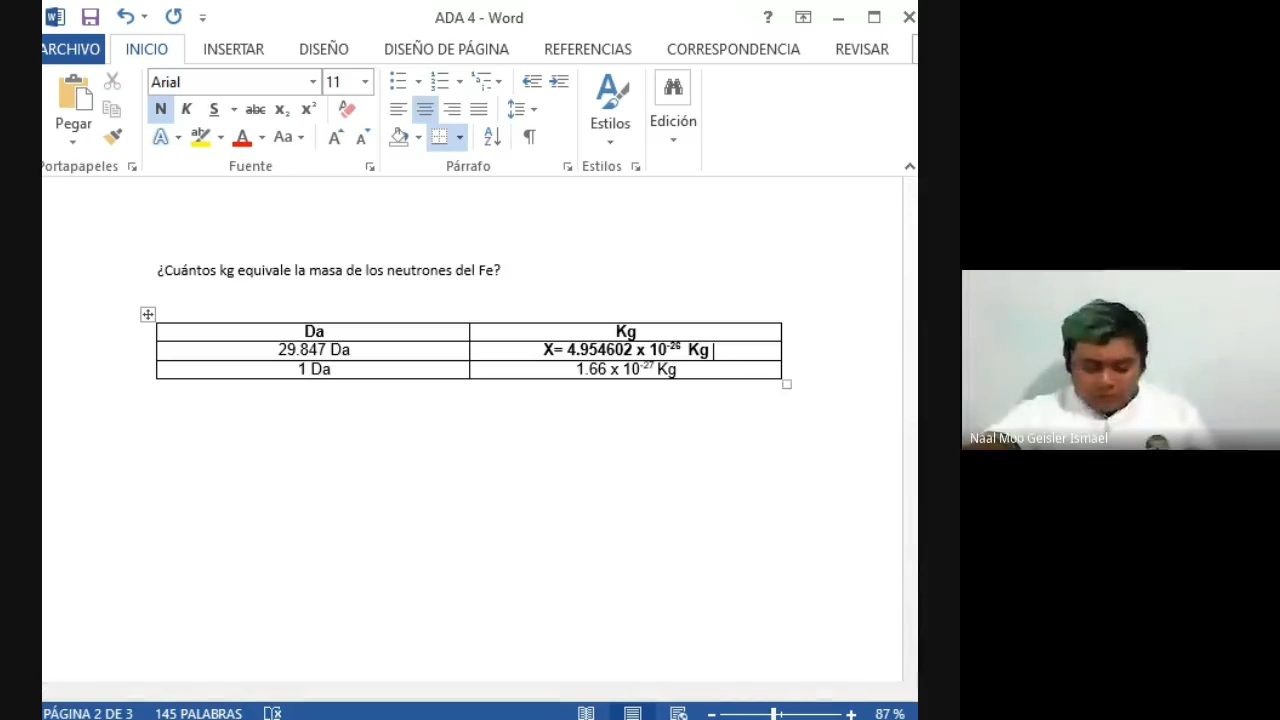 ADA 4 - Word
ARCHIVO INICIO INSERTAR DISEÑO DISEÑO DE PÁGINA REFERENCIAS CORRESPONDENCIA REVISAR
Arial 11
Pegar
N K S abc x₂ x²
A A Aa A A
Estilos
Edición
Portapapeles Fuente Párrafo Estilos
¿Cuántos kg equivale la masa de los neutrones del Fe?
Da Kg
29.847 Da X= 4.954602 x 10⁻²⁶ Kg
1 Da 1.66 x 10⁻²⁷ Kg
Naal Moo Geisler Ismael
PÁGINA 2 DE 3 145 PALABRAS 87 %